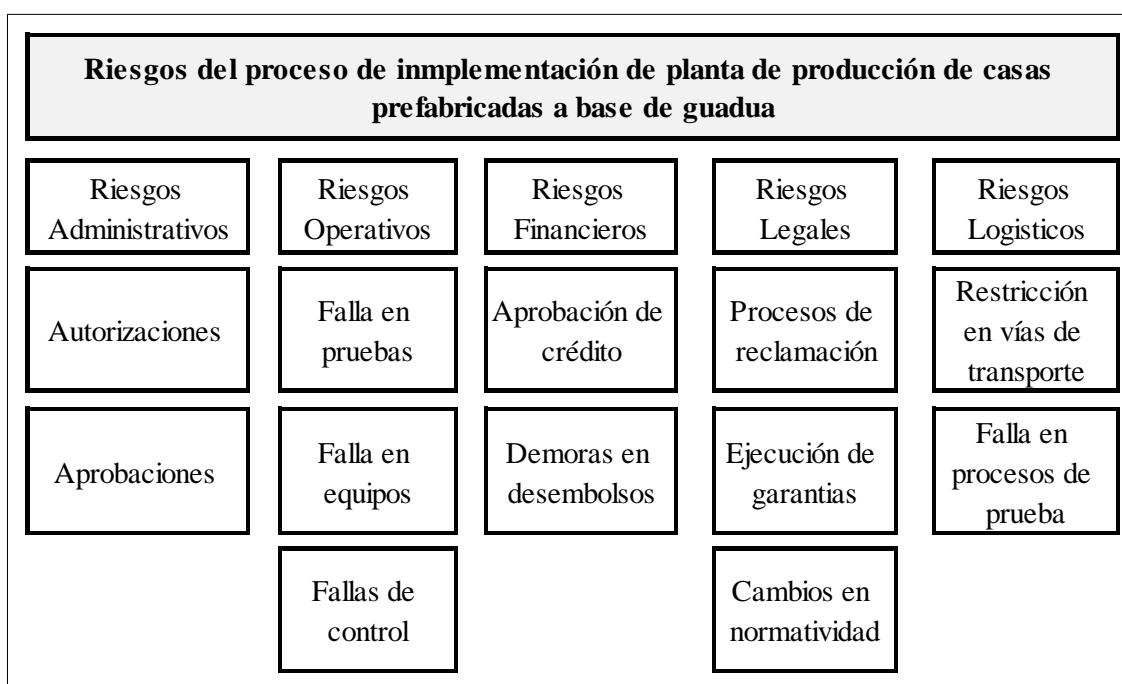 Riesgos del proceso de inmplementación de planta de producción de casas
prefabricadas a base de guadua
Riesgos
Administrativos
Riesgos
Operativos
Riesgos
Financieros
Riesgos
Legales
Riesgos
Logisticos
Autorizaciones
Falla en
pruebas
Aprobación de
crédito
Procesos de
reclamación
Restricción
en vías de
transporte
Aprobaciones
Falla en
equipos
Demoras en
desembolsos
Ejecución de
garantias
Falla en
procesos de
prueba
Fallas de
control
Cambios en
normatividad